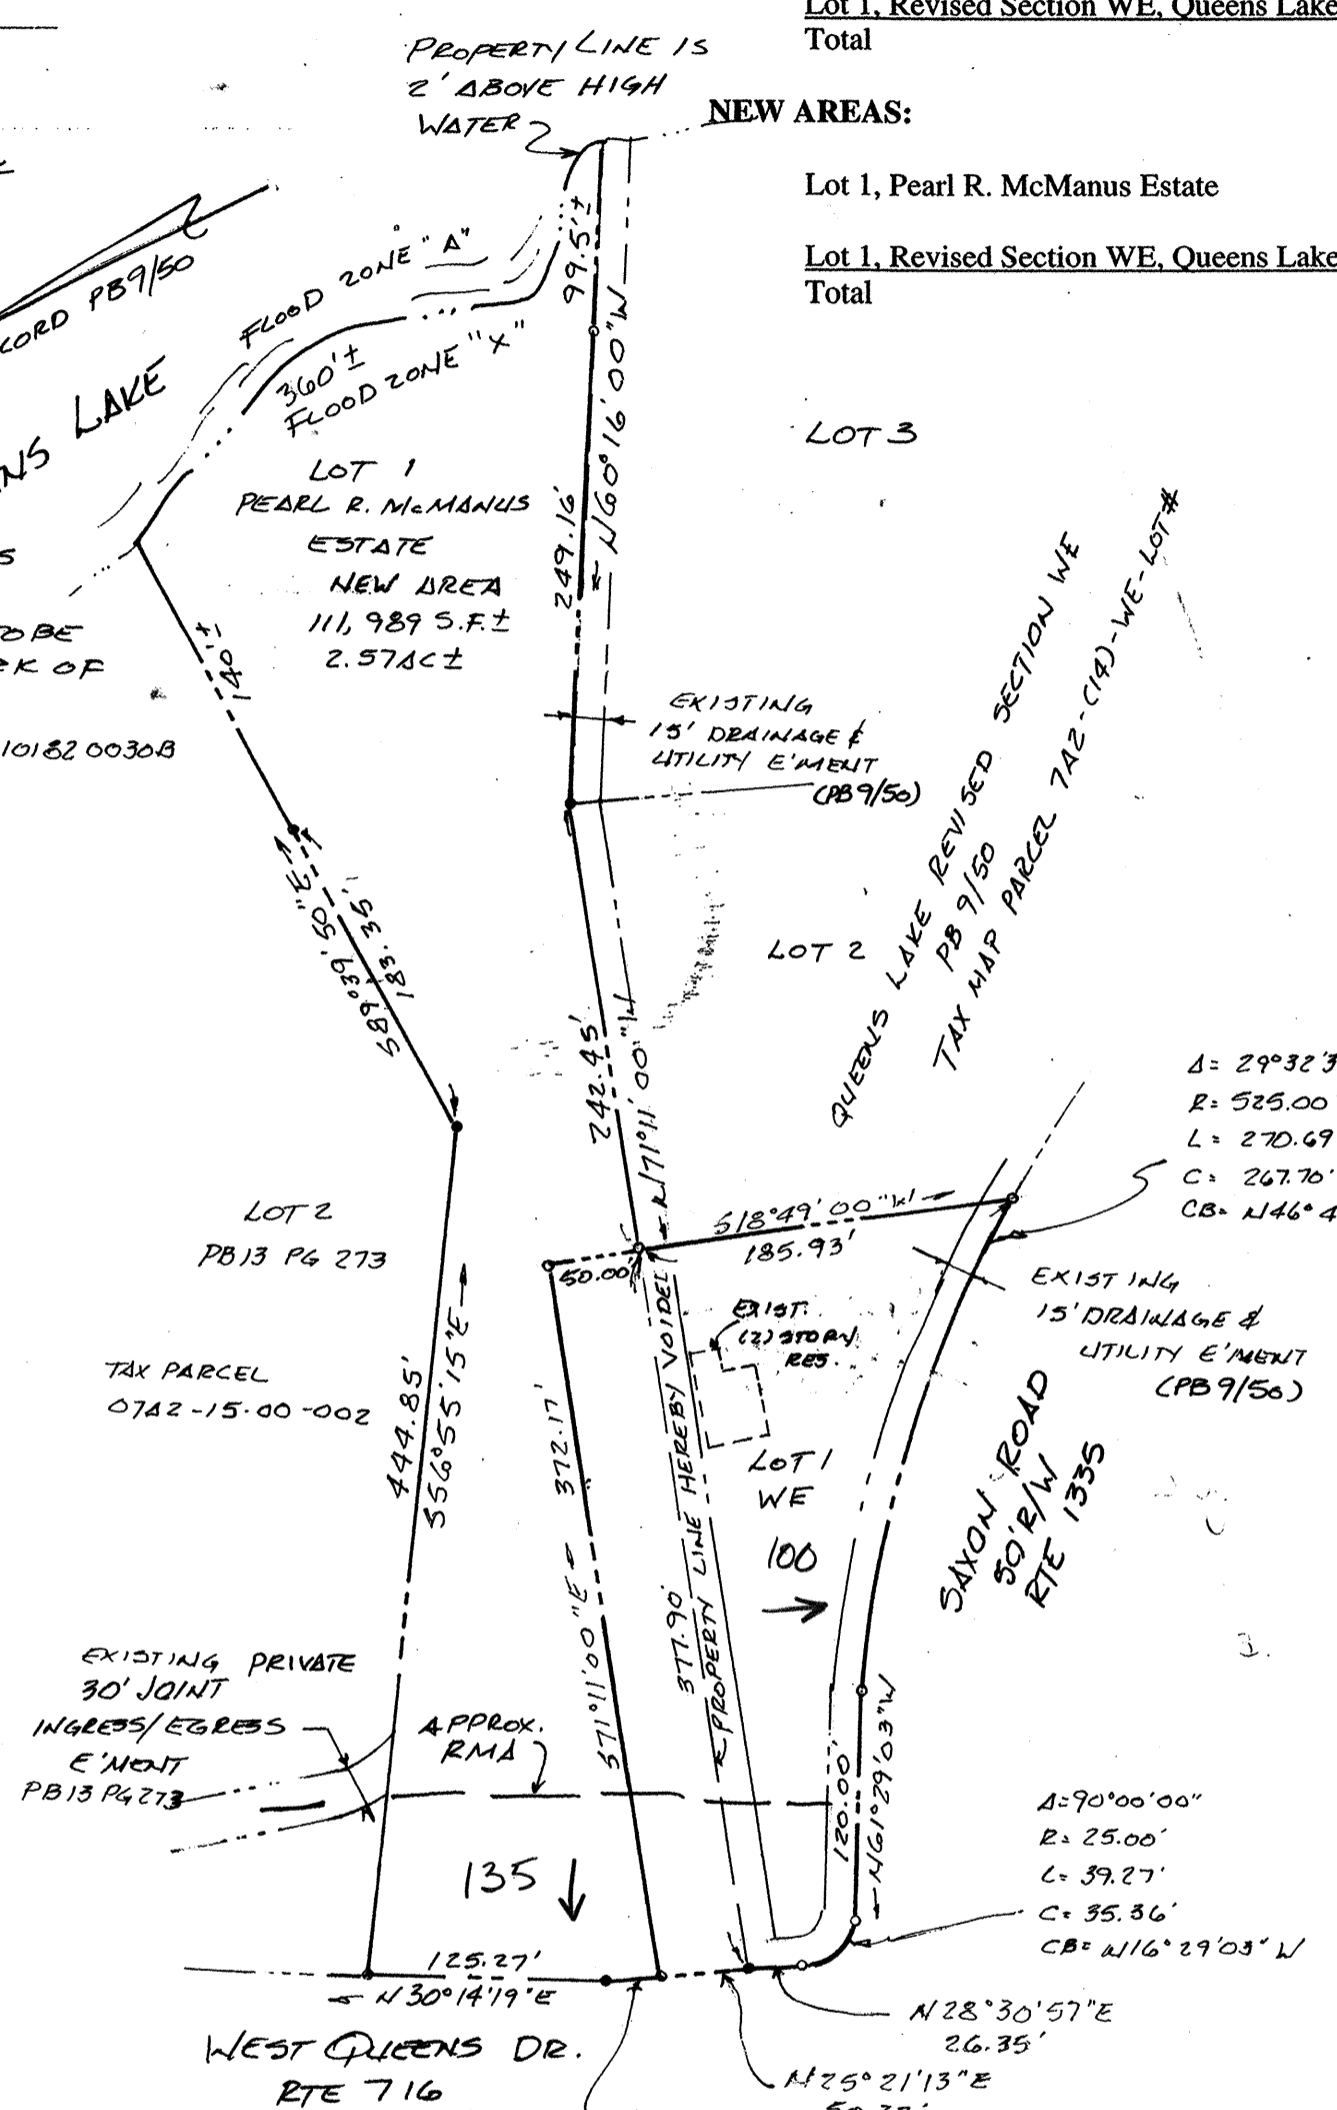 Lot 1, Revised Section WE, Queens Lake
Total
PROPERTY LINE IS
2' ABOVE HIGH
WATER
NEW AREAS:
Lot 1, Pearl R. McManus Estate
Lot 1, Revised Section WE, Queens Lake
Total
CORD PB9/50
FLOOD ZONE "A"
360'±
FLOOD ZONE "X"
99.5'±
N60°16'00"W
249.16'
LAKE
LOT 3
LOT 1
PEARL R. McMANUS
ESTATE
NEW AREA
111,989 S.F.±
2.57AC±
O BE
K OF
10182 0030B
140'±
EXISTING
15' DRAINAGE &
UTILITY E'MENT
(PB9/50)
S89°39'50"E
183.35'
242.45'
N71°11'00"W
LOT 2
QUEENS LAKE REVISED SECTION WE
PB 9/50
TAX MAP PARCEL 7A2-(14)-WE-LOT#
Δ= 29°32'3
R= 525.00
L= 270.69
C= 267.70'
CB= N46°4
LOT 2
PB13 PG 273
S18°49'00"W
185.93'
50.00'
EXIST.
(2) STORY
RES.
EXISTING
15' DRAINAGE &
UTILITY E'MENT
(PB9/50)
TAX PARCEL
07A2-15-00-002
444.85'
S56°55'15"E
372.17'
S71°11'00"E
377.90'
PROPERTY LINE HEREBY VOIDED
LOT 1
WE
100
SAXON ROAD
50'R/W
RTE 1335
EXISTING PRIVATE
30' JOINT
INGRESS/EGRESS
E'MENT
PB13 PG273
APPROX.
RMA
120.00'
N61°29'03"W
135
Δ=90°00'00"
R= 25.00'
L= 39.27'
C= 35.36'
CB= N16°29'03"W
125.27'
N30°14'19"E
N28°30'57"E
26.35'
WEST QUEENS DR.
RTE 716
N25°21'13"E